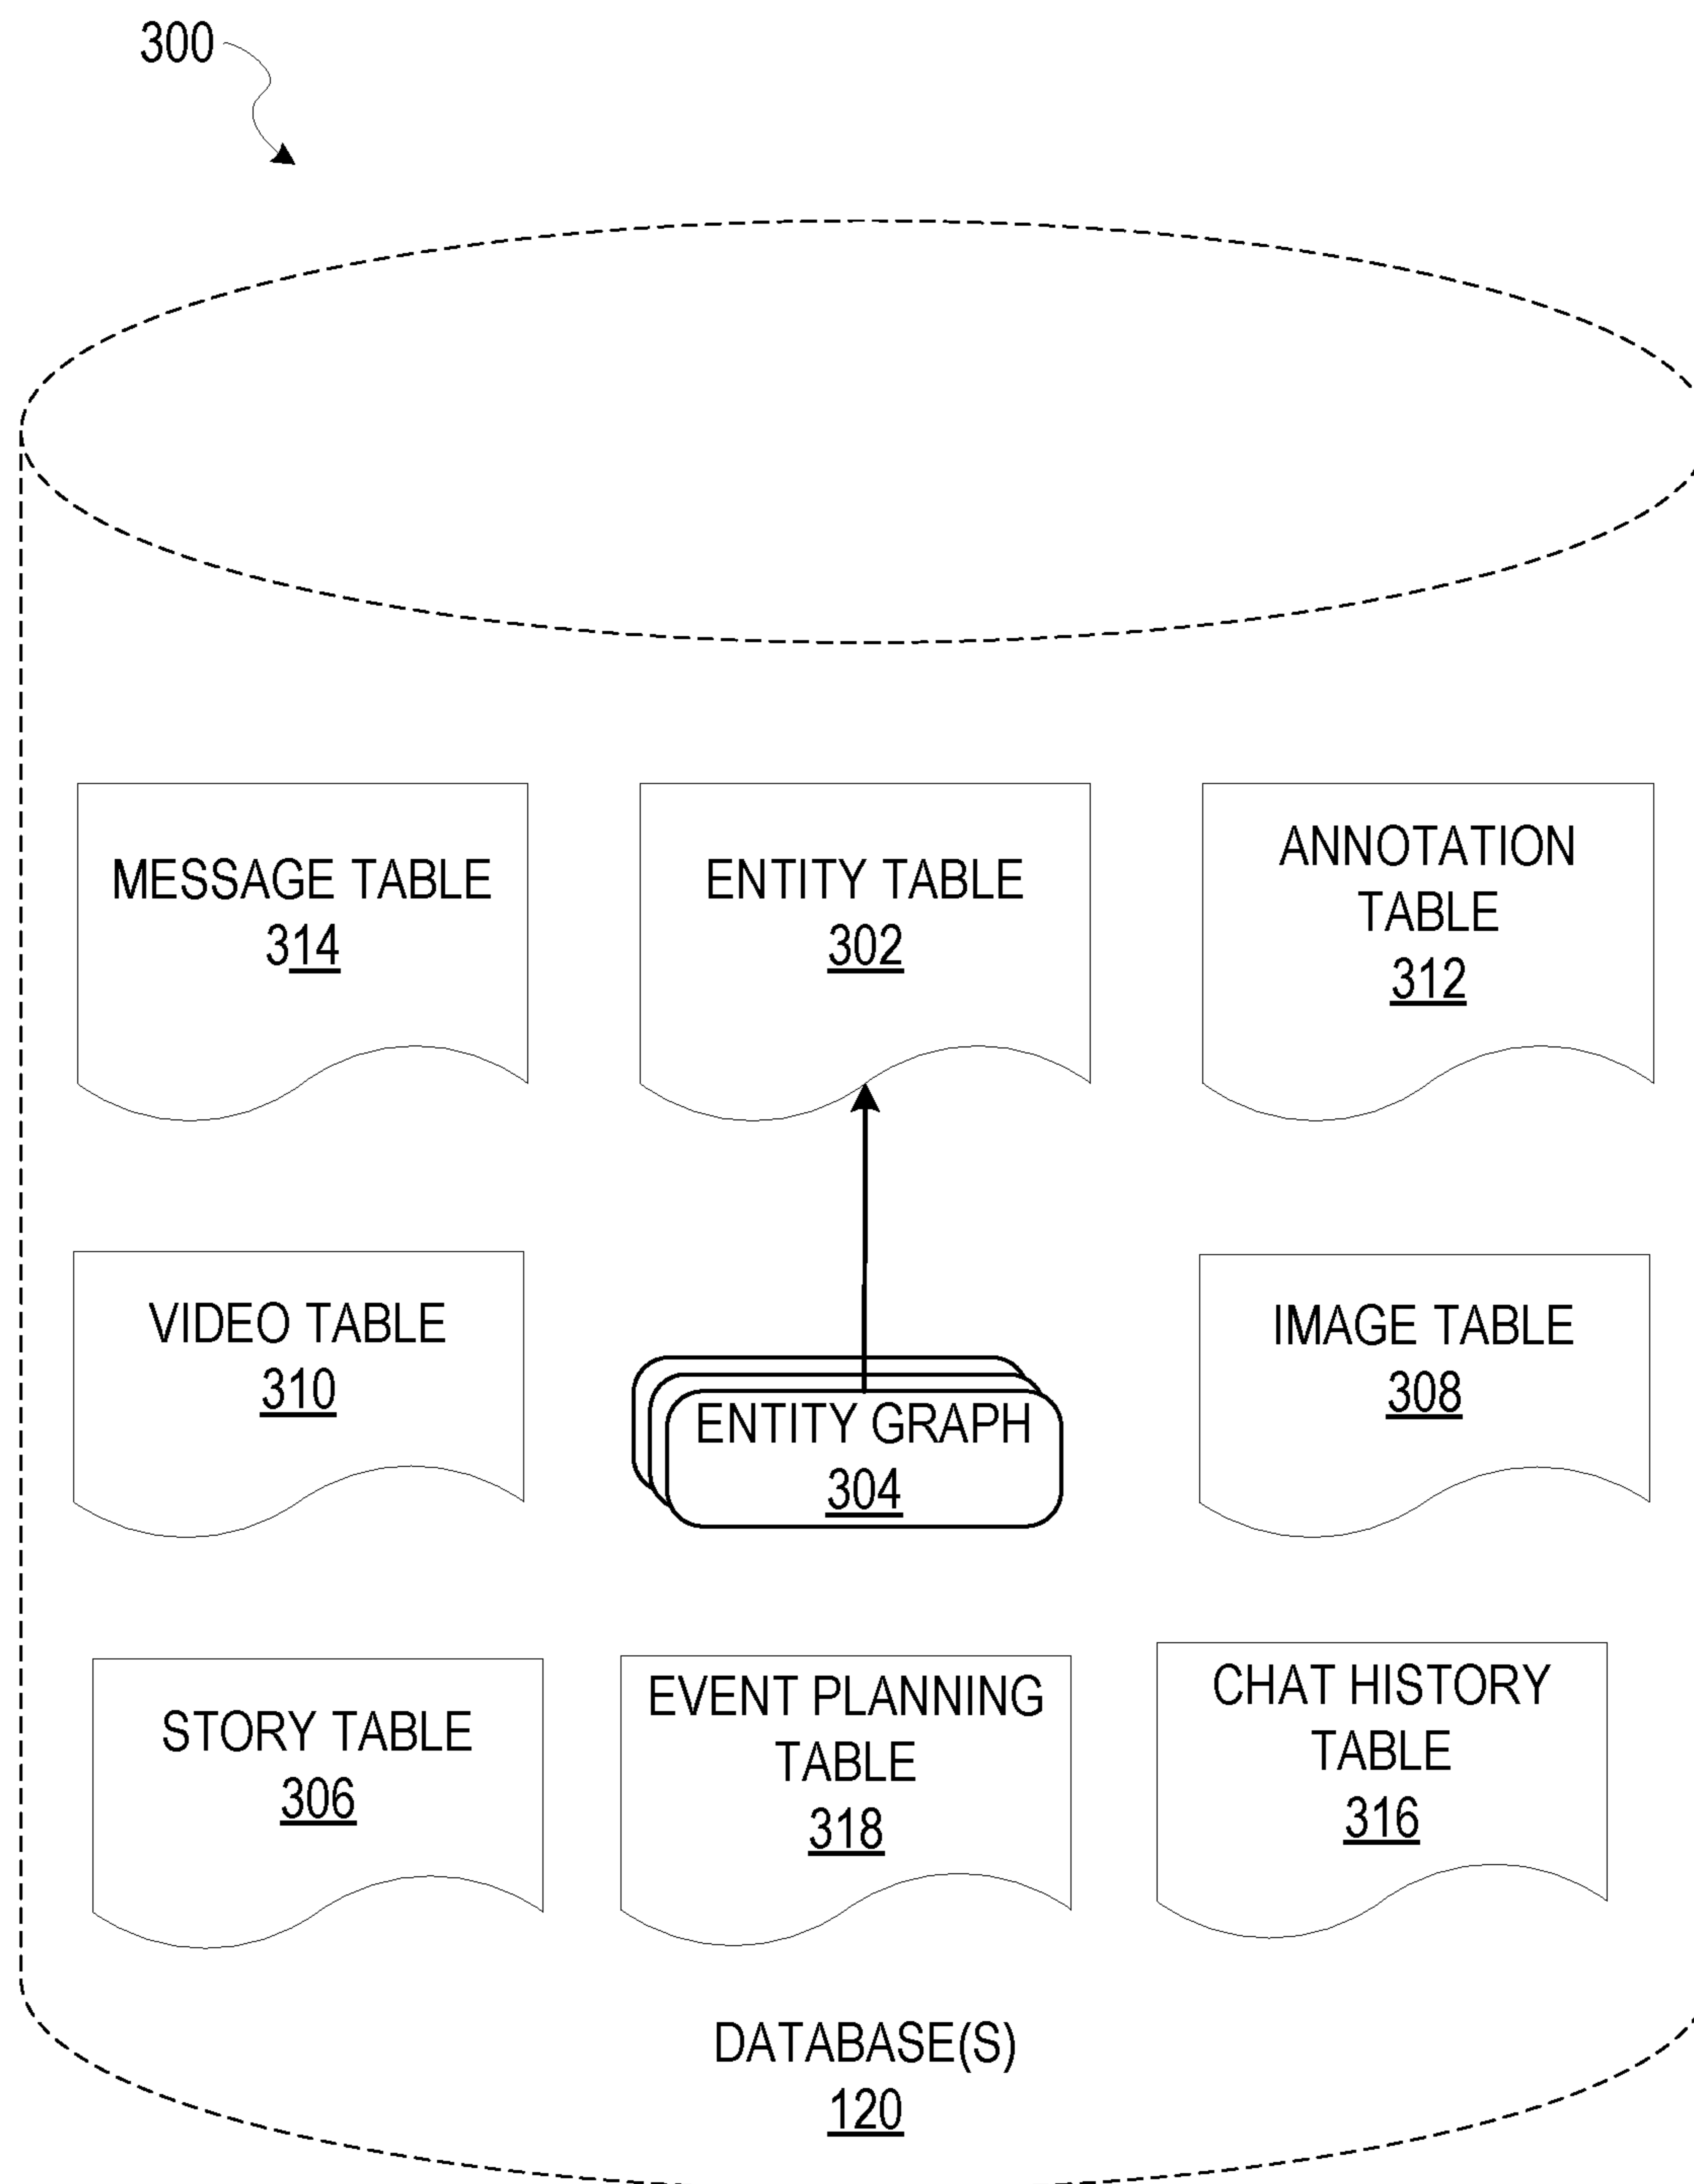 300
MESSAGE TABLE
314
ENTITY TABLE
302
ANNOTATION
TABLE
312
VIDEO TABLE
310
ENTITY GRAPH
304
IMAGE TABLE
308
STORY TABLE
306
EVENT PLANNING
TABLE
318
CHAT HISTORY
TABLE
316
DATABASE(S)
120